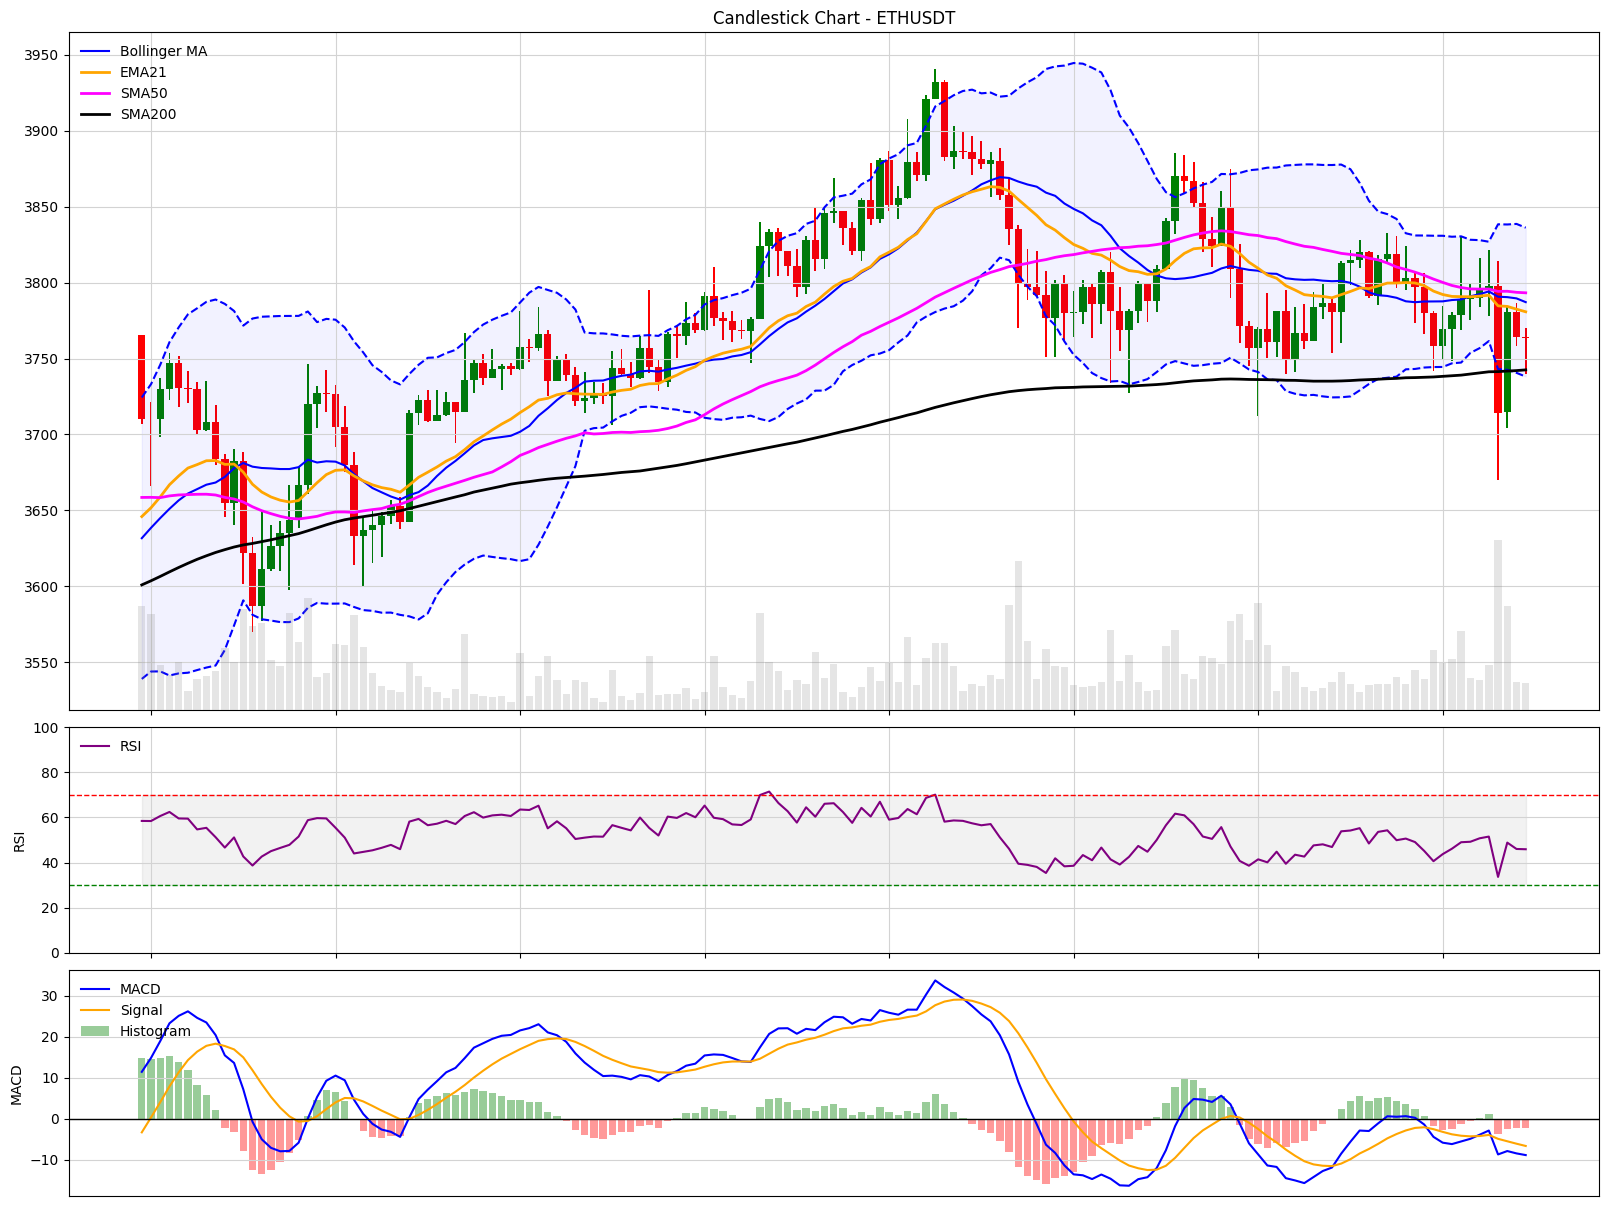 Candlestick Chart - ETHUSDT
Bollinger MA
EMA21
SMA50
SMA200
3950
3900
3850
3800
3750
3700
3650
3600
3550
RSI
100
80
60
40
20
0
RSI
MACD
Signal
Histogram
30
20
10
0
−10
MACD